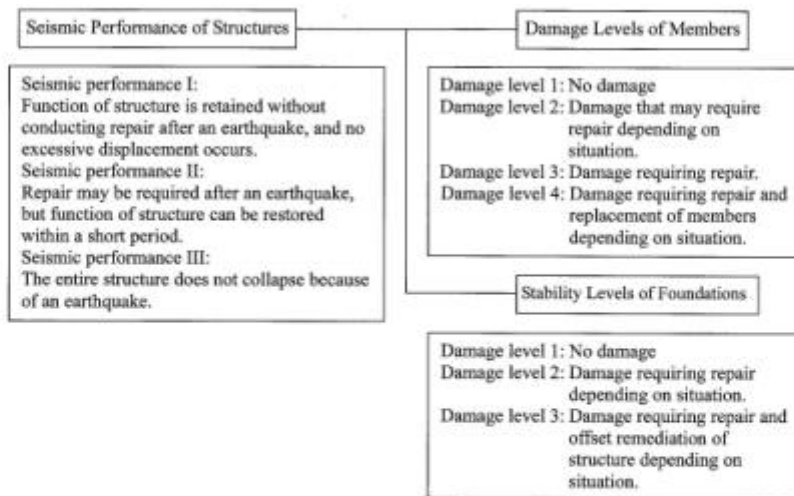 Seismic Performance of Structures
Seismic performance I:
Function of structure is retained without
conducting repair after an earthquake, and no
excessive displacement occurs.
Seismic performance II:
Repair may be required after an earthquake,
but function of structure can be restored
within a short period.
Seismic performance III:
The entire structure does not collapse because
of an earthquake.
Damage Levels of Members
Damage level 1: No damage
Damage level 2: Damage that may require
repair depending on
situation.
Damage level 3: Damage requiring repair.
Damage level 4: Damage requiring repair and
replacement of members
depending on situation.
Stability Levels of Foundations
Damage level 1: No damage
Damage level 2: Damage requiring repair
depending on situation.
Damage level 3: Damage requiring repair and
offset remediation of
structure depending on
situation.